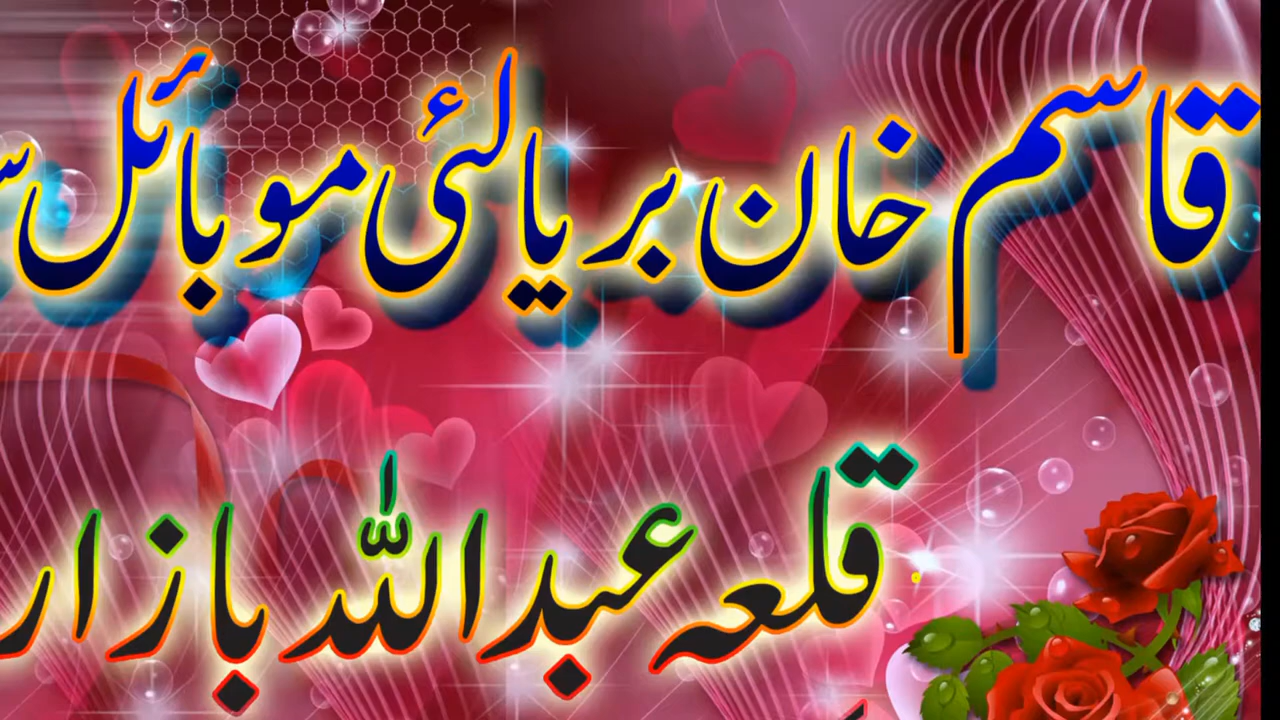 قاسم خان بریالئی موبائل
قلعہ عبداللہ بازار